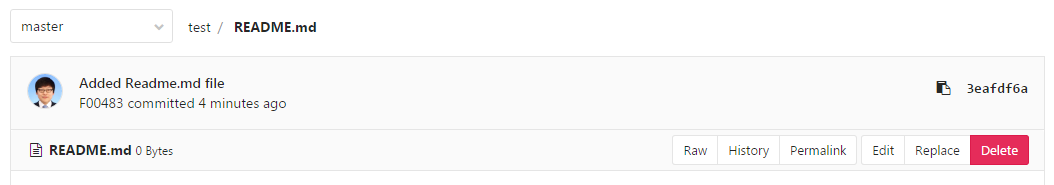 master test / README.md
Added Readme.md file
F00483 committed 4 minutes ago 3eafdf6a
README.md 0 Bytes Raw History Permalink Edit Replace Delete